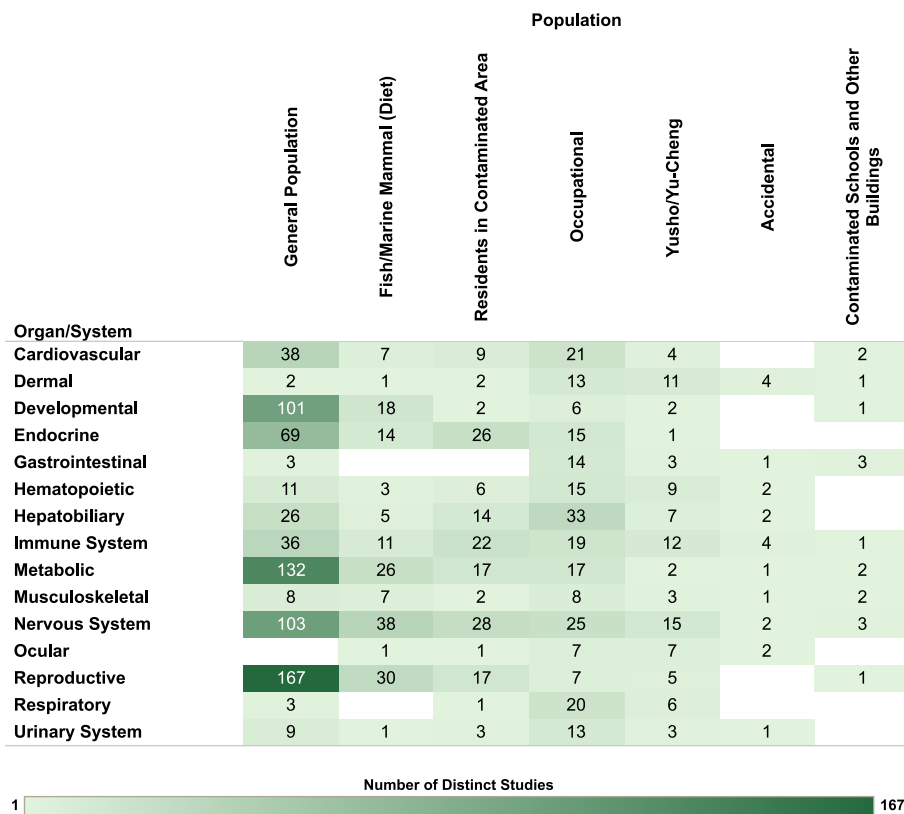 Population
General Population
Fish/Marine Mammal (Diet)
Residents in Contaminated Area
Occupational
Yusho/Yu-Cheng
Accidental
Contaminated Schools and Other
Buildings
Organ/System
Cardiovascular 38 7 9 21 4 2
Dermal 2 1 2 13 11 4 1
Developmental 101 18 2 6 2 1
Endocrine 69 14 26 15 1
Gastrointestinal 3 14 3 1 3
Hematopoietic 11 3 6 15 9 2
Hepatobiliary 26 5 14 33 7 2
Immune System 36 11 22 19 12 4 1
Metabolic 132 26 17 17 2 1 2
Musculoskeletal 8 7 2 8 3 1 2
Nervous System 103 38 28 25 15 2 3
Ocular 1 1 7 7 2
Reproductive 167 30 17 7 5 1
Respiratory 3 1 20 6
Urinary System 9 1 3 13 3 1
Number of Distinct Studies
1 167